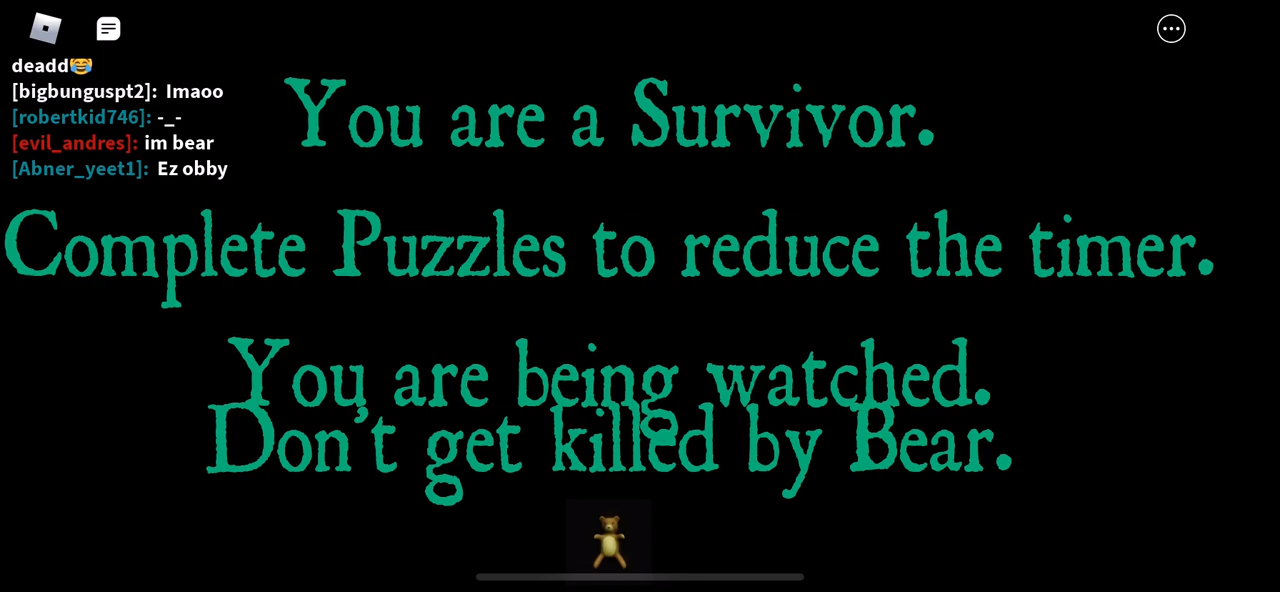 deadd😂
[bigbunguspt2]: lmaoo
[robertkid746]: -_-
[evil_andres]: im bear
[Abner_yeet1]: Ez obby
You are a Survivor.
Complete Puzzles to reduce the timer.
You are being watched.
Don't get killed by Bear.